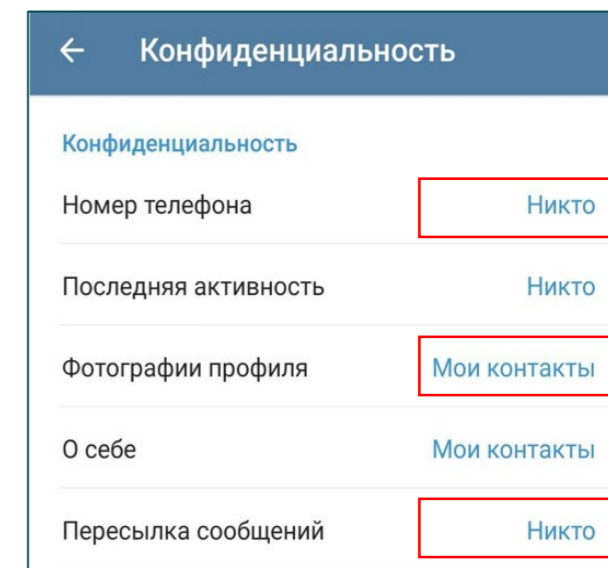 Конфиденциальность
Конфиденциальность
Номер телефона Никто
Последняя активность Никто
Фотографии профиля Мои контакты
О себе Мои контакты
Пересылка сообщений Никто